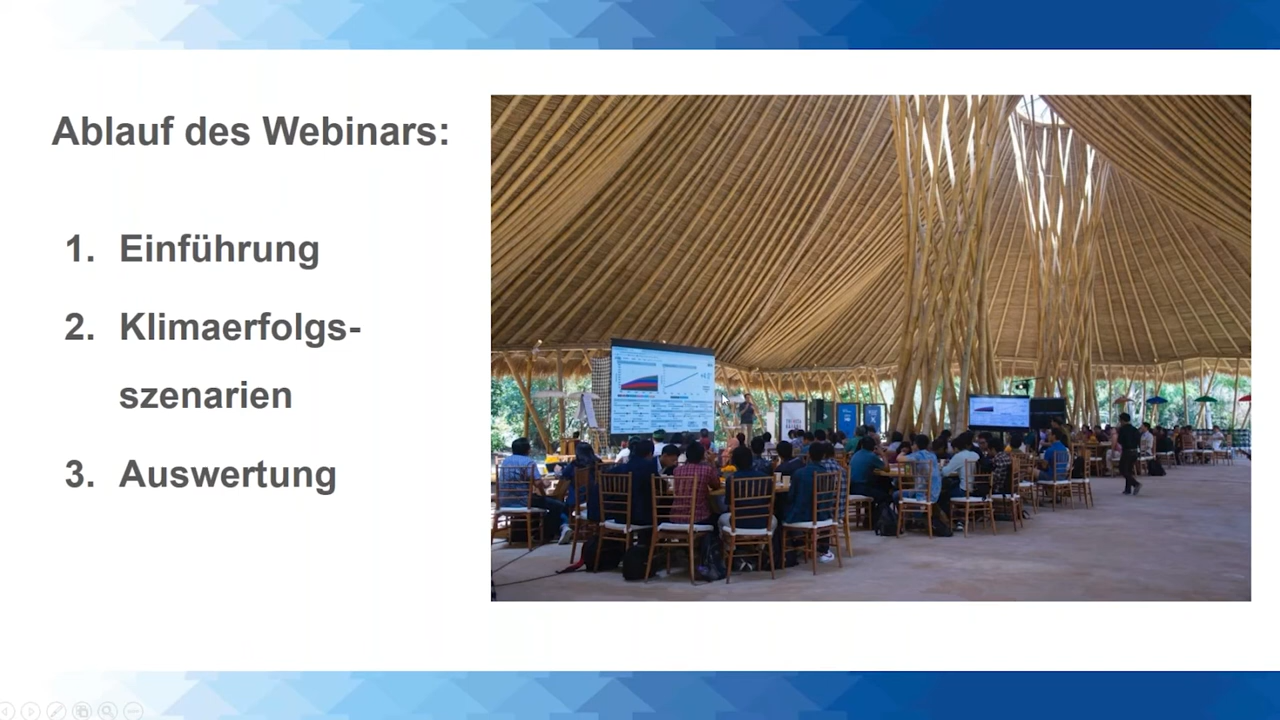 Ablauf des Webinars:
1. Einführung
2. Klimaerfolgs-
szenarien
3. Auswertung